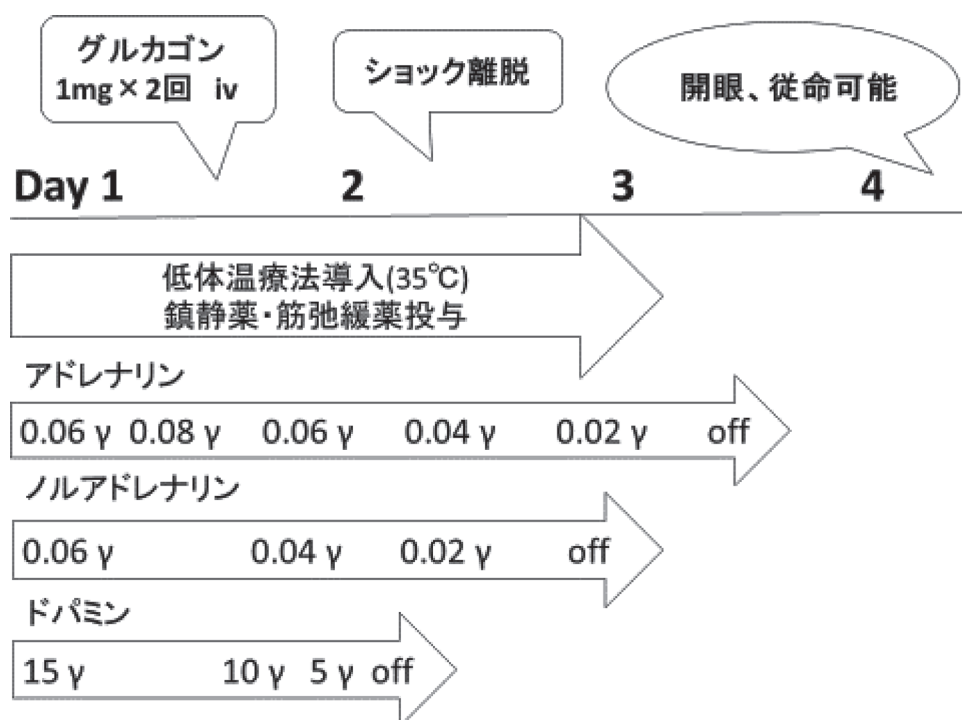 グルカゴン
1mg×2回 iv
ショック離脱
開眼、従命可能
Day 1 2 3 4
低体温療法導入(35℃)
鎮静薬・筋弛緩薬投与
アドレナリン
0.06 γ 0.08 γ 0.06 γ 0.04 γ 0.02 γ off
ノルアドレナリン
0.06 γ 0.04 γ 0.02 γ off
ドパミン
15 γ 10 γ 5 γ off